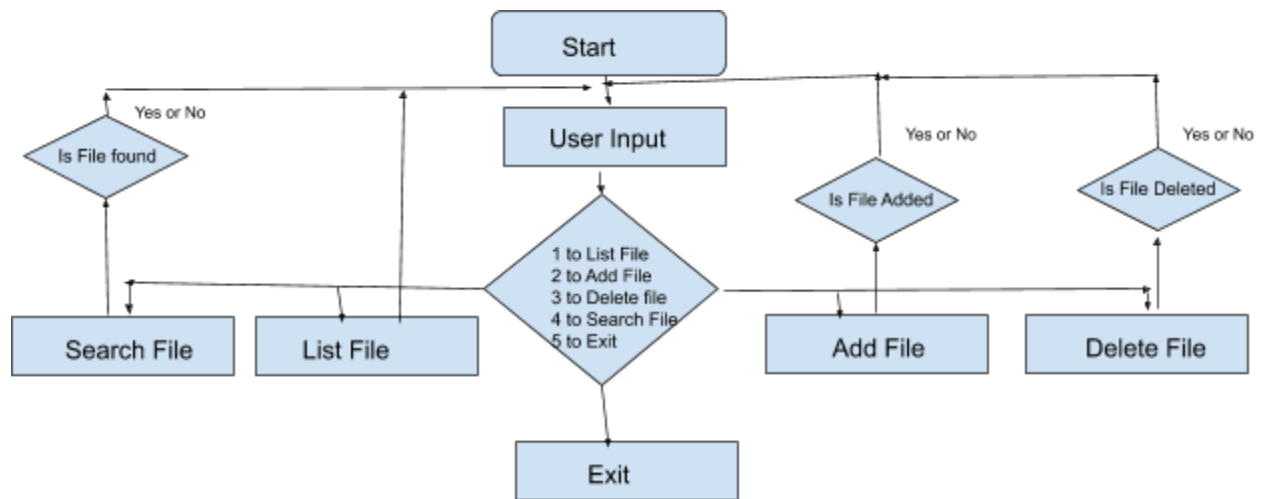 Start
Yes or No
User Input
Yes or No
Yes or No
Is File found
Is File Added
Is File Deleted
1 to List File
2 to Add File
3 to Delete file
4 to Search File
5 to Exit
Search File
List File
Add File
Delete File
Exit